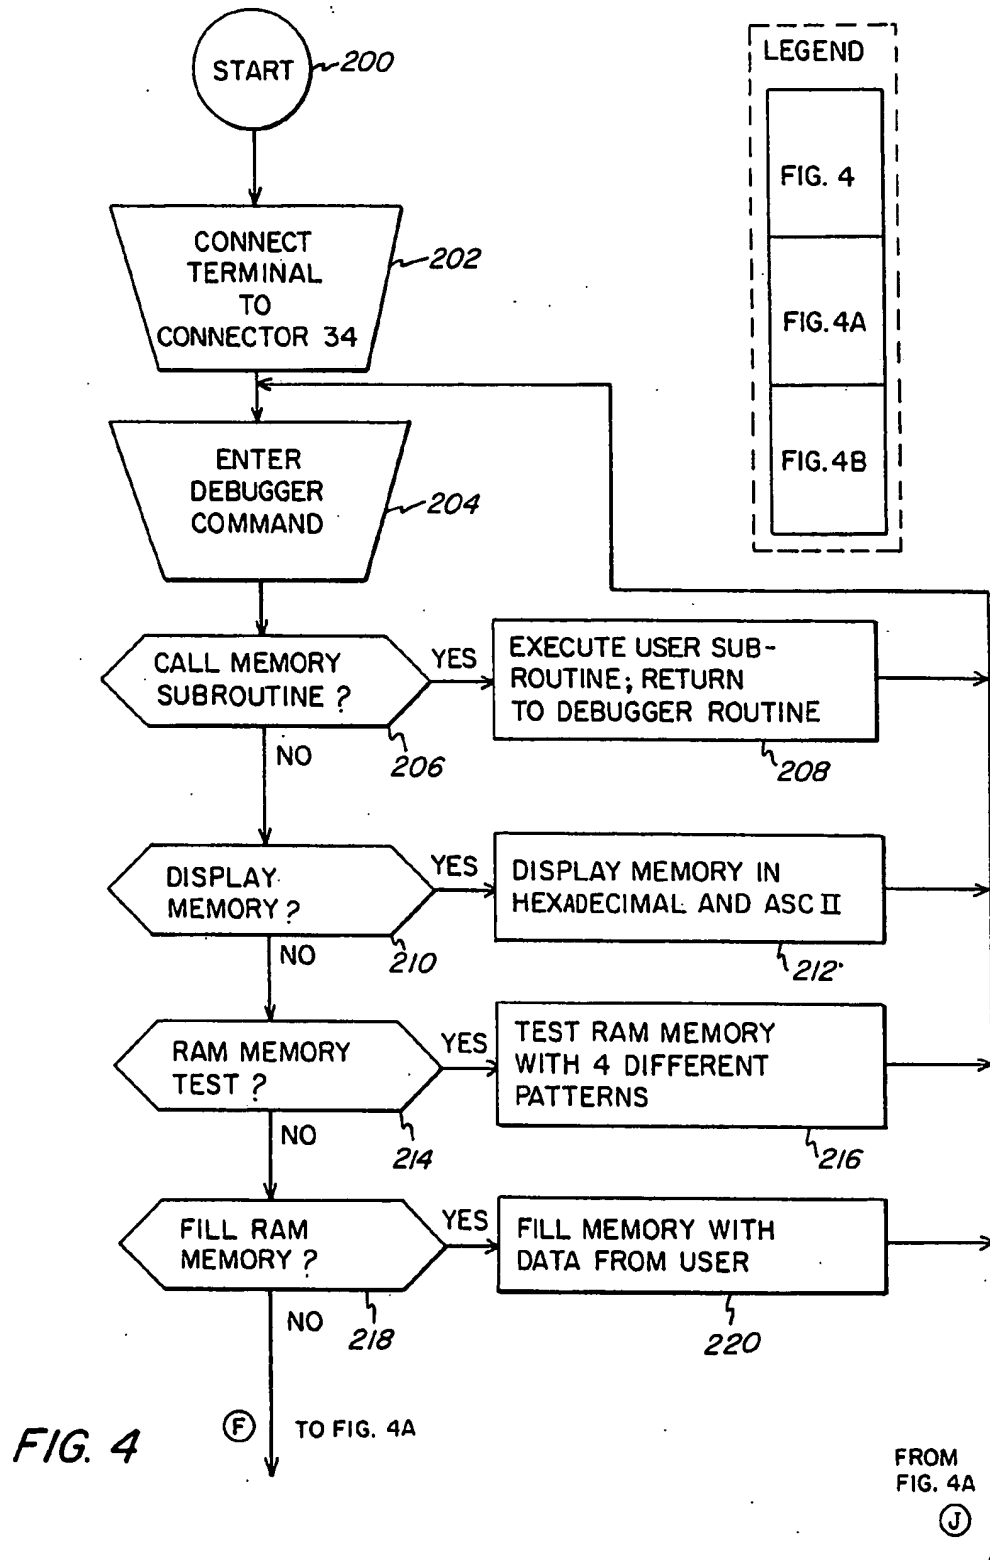 START
200
LEGEND
FIG. 4
FIG. 4A
FIG. 4B
CONNECT
TERMINAL
TO
CONNECTOR 34
202
ENTER
DEBUGGER
COMMAND
204
CALL MEMORY
SUBROUTINE ?
206
YES
EXECUTE USER SUB-
ROUTINE; RETURN
TO DEBUGGER ROUTINE
208
NO
DISPLAY
MEMORY ?
210
YES
DISPLAY MEMORY IN
HEXADECIMAL AND ASC II
212
NO
RAM MEMORY
TEST ?
214
YES
TEST RAM MEMORY
WITH 4 DIFFERENT
PATTERNS
216
NO
FILL RAM
MEMORY ?
218
YES
FILL MEMORY WITH
DATA FROM USER
220
NO
F TO FIG. 4A
FIG. 4
FROM
FIG. 4A
J